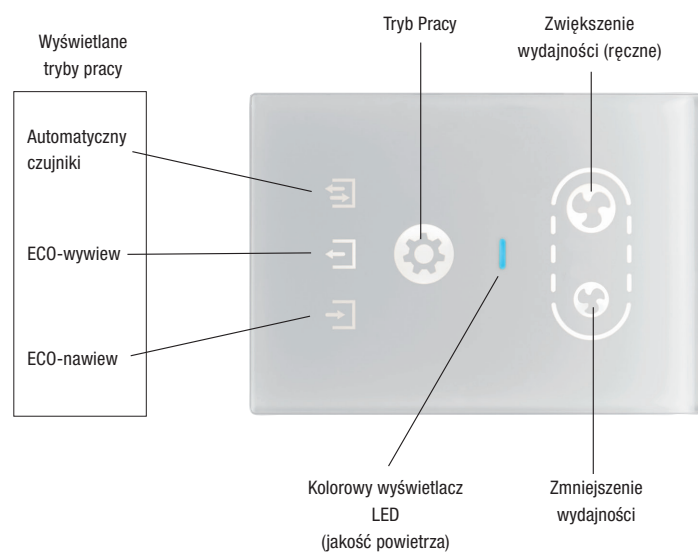 Wyświetlane
tryby pracy
Automatyczny
czujniki
ECO-wywiew
ECO-nawiew
Tryb Pracy
Zwiększenie
wydajności (ręczne)
Kolorowy wyświetlacz
LED
(jakość powietrza)
Zmniejszenie
wydajności